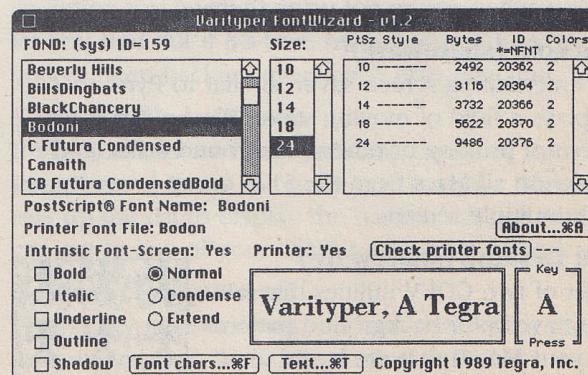 Varityper FontWizard - v1.2
FOND: (sys) ID=159
Size:
PtSz Style Bytes ID Colors
*=NFNT
Beverly Hills
BillsDingbats
BlackChancery
Bodoni
C Futura Condensed
Canaith
CB Futura CondensedBold
10
12
14
18
24
10 ------- 2492 20362 2
12 ------- 3116 20364 2
14 ------- 3732 20366 2
18 ------- 5622 20370 2
24 ------- 9486 20376 2
PostScript® Font Name: Bodoni
Printer Font File: Bodon
About...⌘A
Intrinsic Font-Screen: Yes Printer: Yes Check printer fonts ----
Bold
Italic
Underline
Outline
Shadow
Normal
Condense
Extend
Varityper, A Tegra
Key
A
Press
Font chars...⌘F Text...⌘T Copyright 1989 Tegra, Inc.